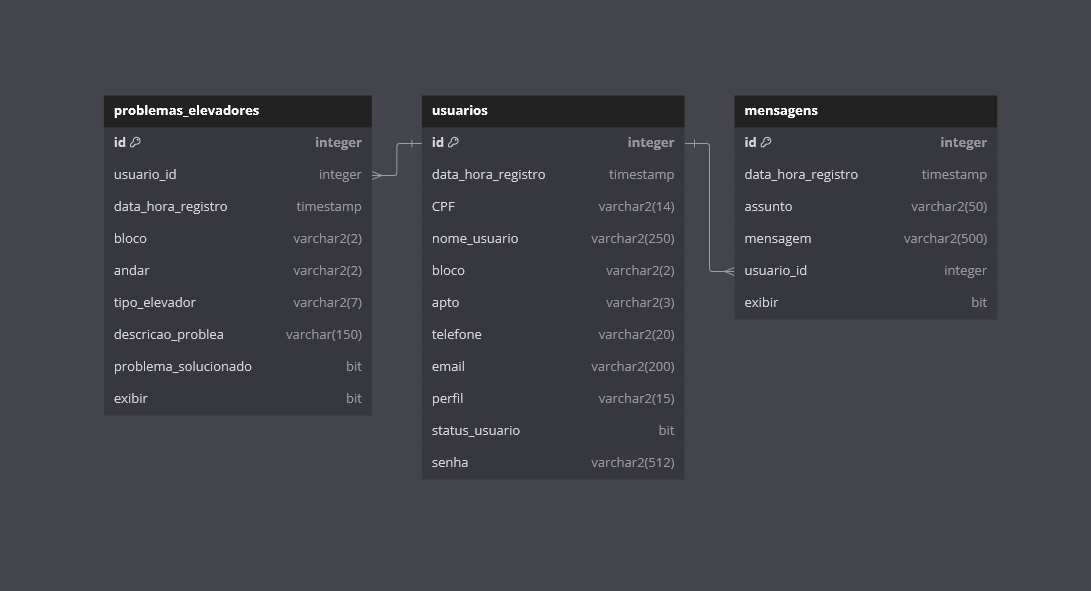 problemas_elevadores
id integer
usuario_id integer
data_hora_registro timestamp
bloco varchar2(2)
andar varchar2(2)
tipo_elevador varchar2(7)
descricao_problea varchar(150)
problema_solucionado bit
exibir bit
usuarios
id integer
data_hora_registro timestamp
CPF varchar2(14)
nome_usuario varchar2(250)
bloco varchar2(2)
apto varchar2(3)
telefone varchar2(20)
email varchar2(200)
perfil varchar2(15)
status_usuario bit
senha varchar2(512)
mensagens
id integer
data_hora_registro timestamp
assunto varchar2(50)
mensagem varchar2(500)
usuario_id integer
exibir bit